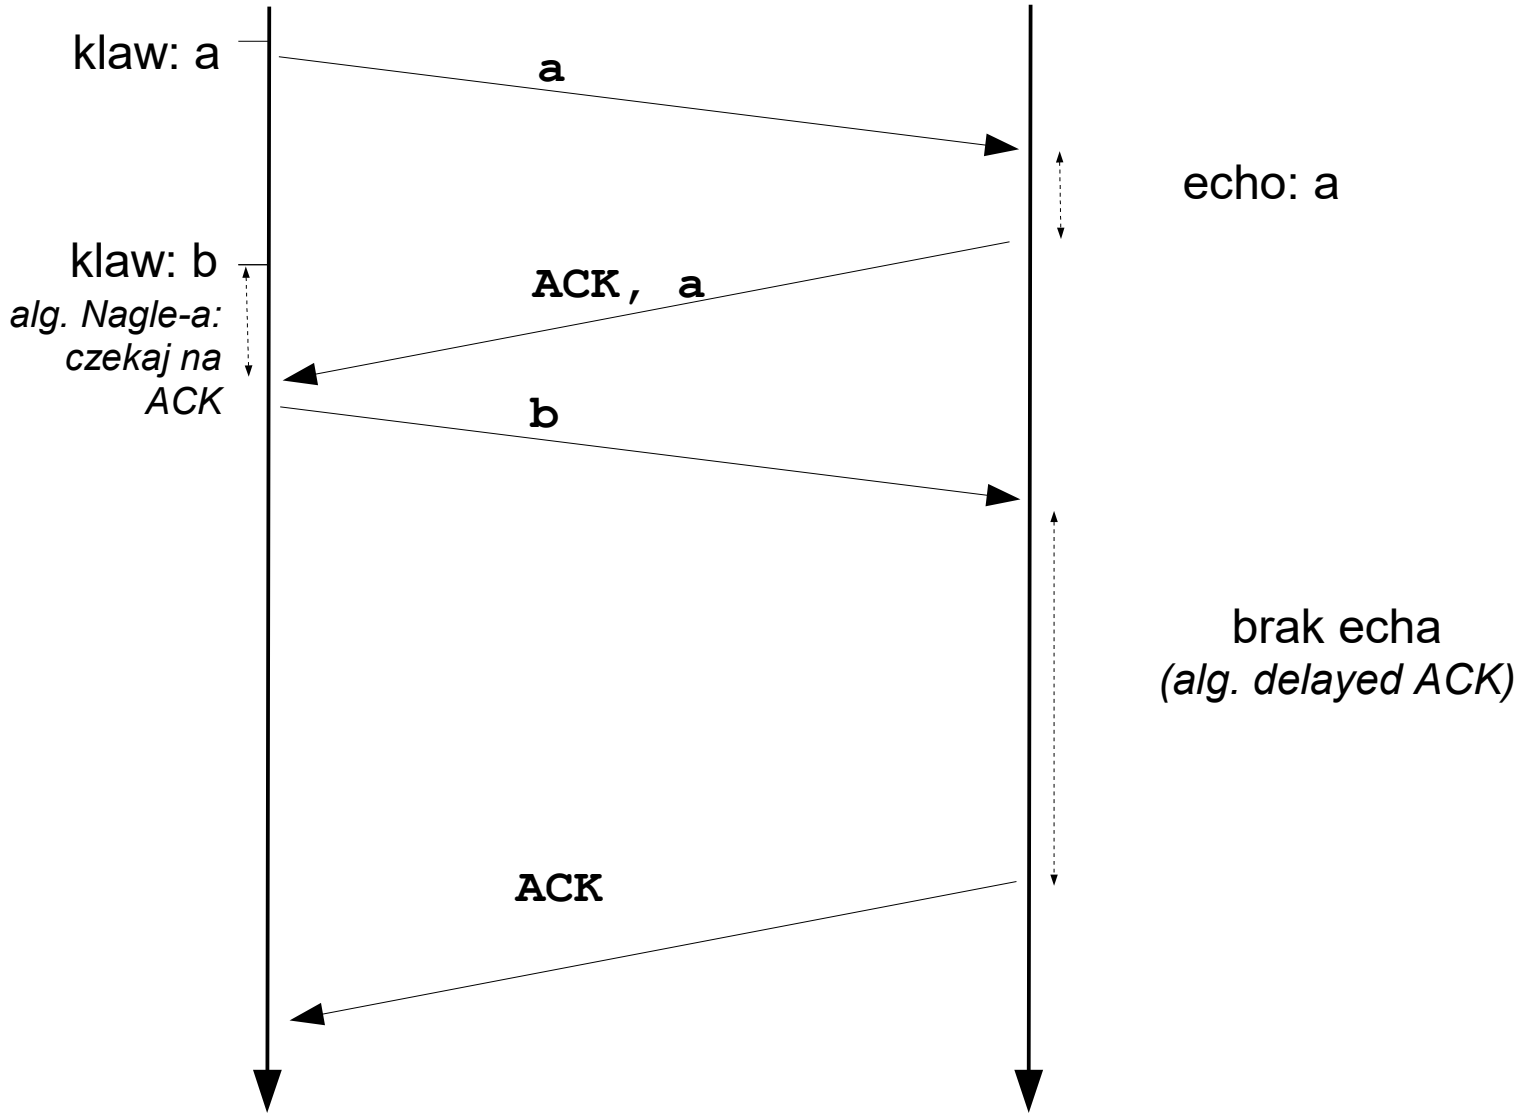 klaw: a
a
echo: a
klaw: b
ACK, a
alg. Nagle-a:
czekaj na
ACK
b
brak echa
(alg. delayed ACK)
ACK